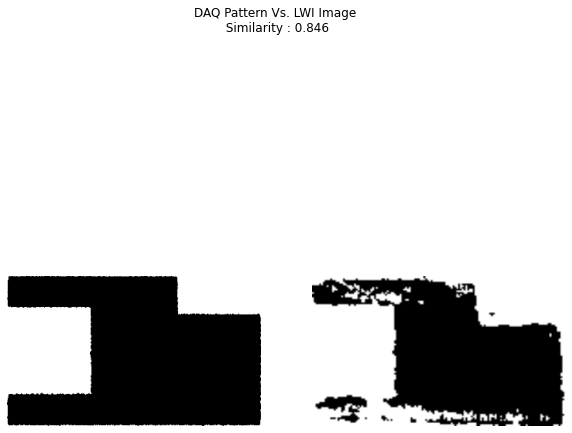 DAQ Pattern Vs. LWI Image
Similarity : 0.846